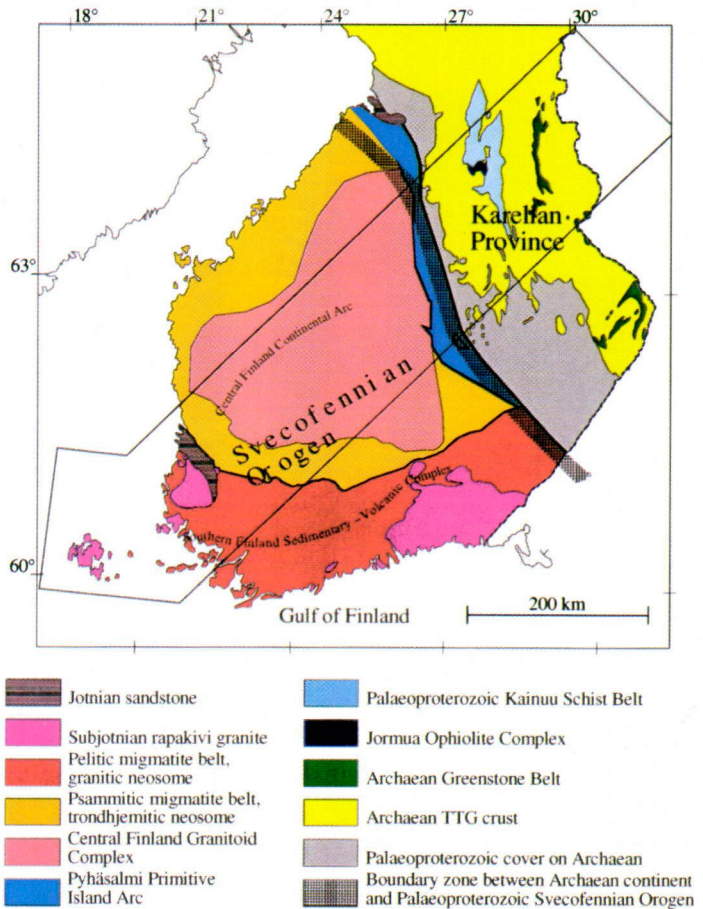 18° 21° 24° 27° 30°
63°
60°
Karelian
Province
Central Finland Continental Arc
Svecofennian
Orogen
Southern Finland Sedimentary – Volcanic Complex
Gulf of Finland
200 km
Jotnian sandstone
Subjotnian rapakivi granite
Pelitic migmatite belt,
granitic neosome
Psammitic migmatite belt,
trondhjemitic neosome
Central Finland Granitoid
Complex
Pyhäsalmi Primitive
Island Arc
Palaeoproterozoic Kainuu Schist Belt
Jormua Ophiolite Complex
Archaean Greenstone Belt
Archaean TTG crust
Palaeoproterozoic cover on Archaean
Boundary zone between Archaean continent
and Palaeoproterozoic Svecofennian Orogen